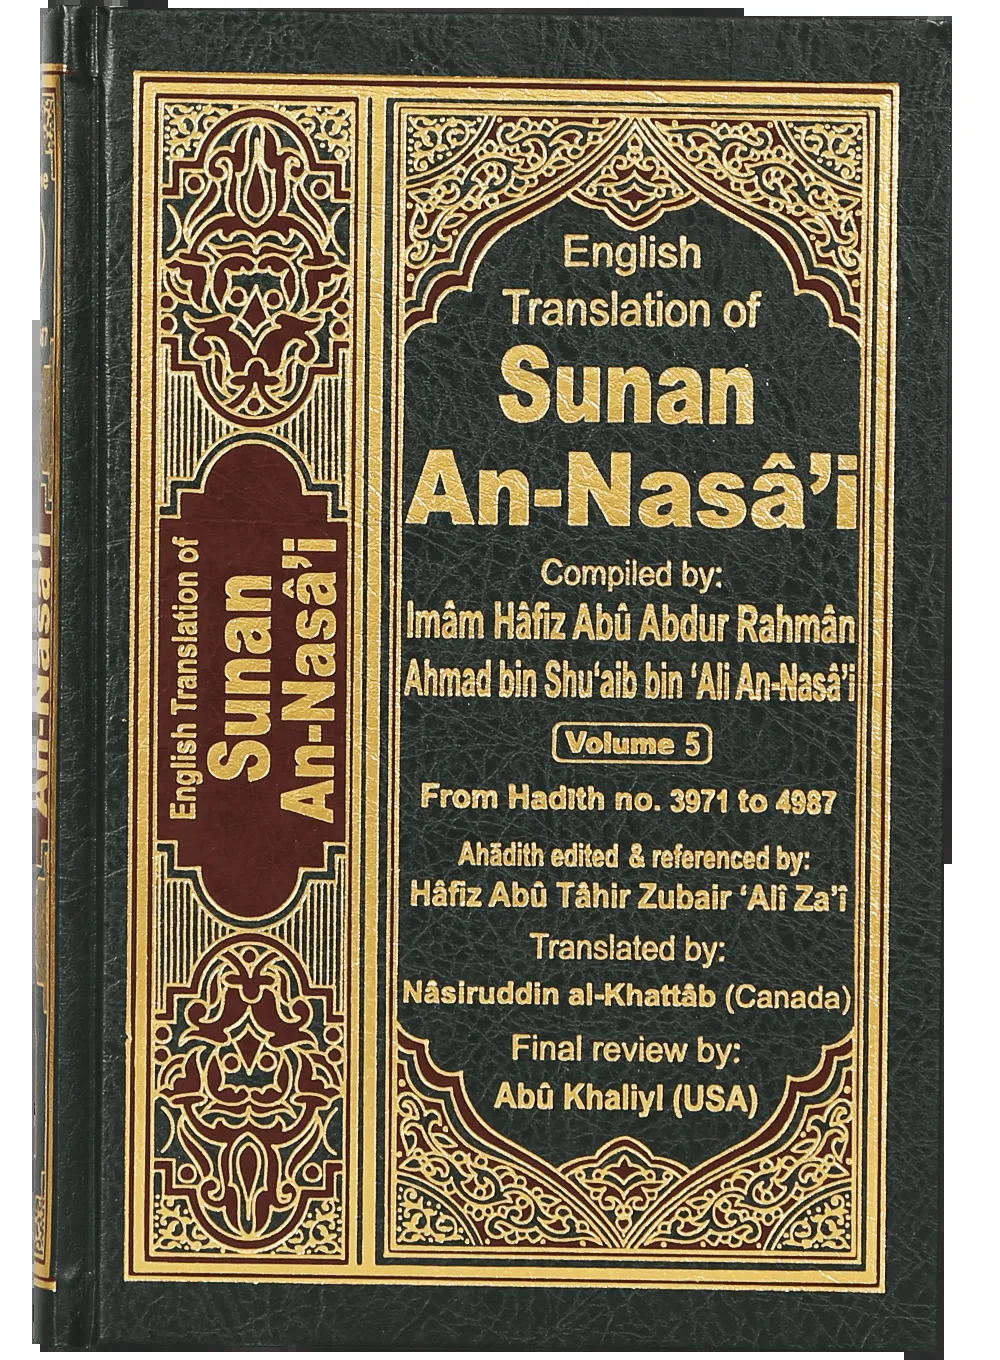 English
Translation of
Sunan
An-Nasâ'i
Compiled by:
Imâm Hâfiz Abû Abdur Rahmân
Ahmad bin Shu‘aib bin ‘Ali An-Nasâ'i
Volume 5
From Hadîth no. 3971 to 4987
Ahādith edited & referenced by:
Hâfiz Abû Tâhir Zubair ‘Alî Za'î
Translated by:
Nâsiruddin al-Khattâb (Canada)
Final review by:
Abû Khaliyl (USA)
English Translation of
Sunan
An-Nasâ'i
An-Nasâ'i